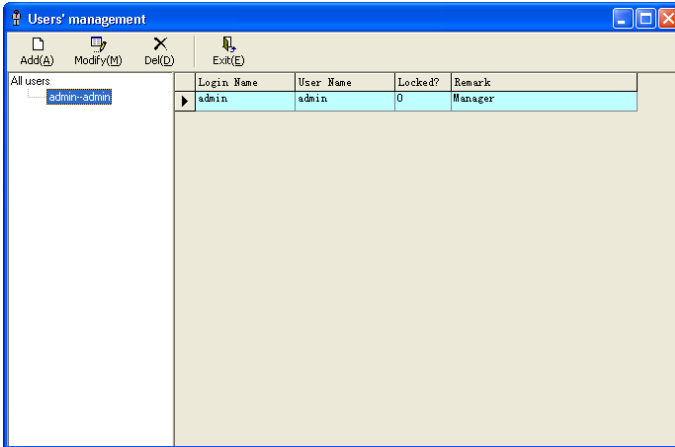 Users' management
Add(A) Modify(M) Del(D) Exit(E)
All users
admin--admin
Login Name User Name Locked? Remark
admin admin 0 Manager